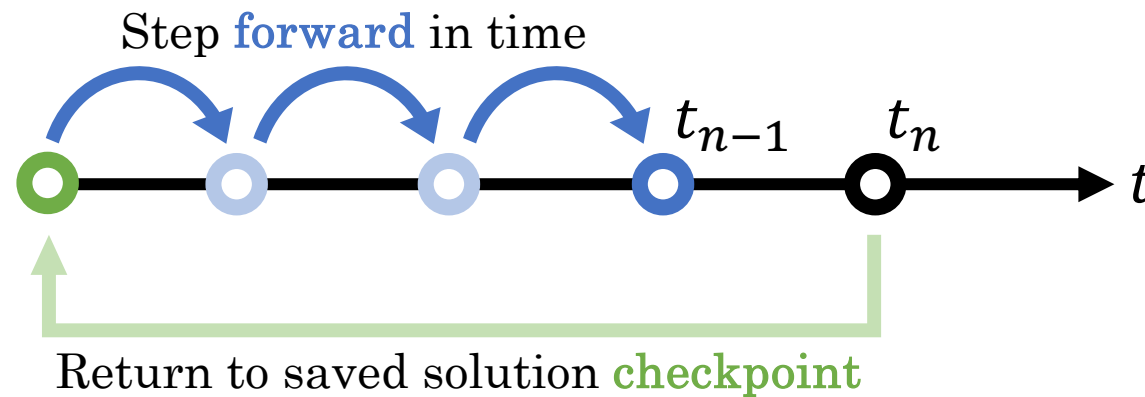 Step forward in time
t_{n-1} t_n
t
Return to saved solution checkpoint